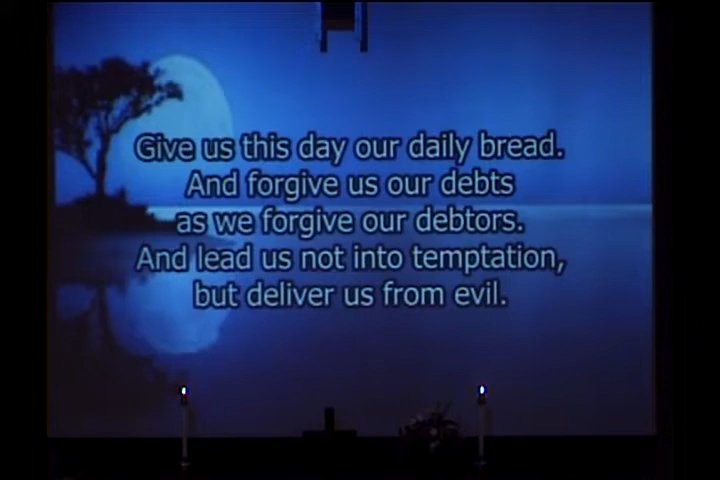 Give us this day our daily bread.
And forgive us our debts
as we forgive our debtors.
And lead us not into temptation,
but deliver us from evil.